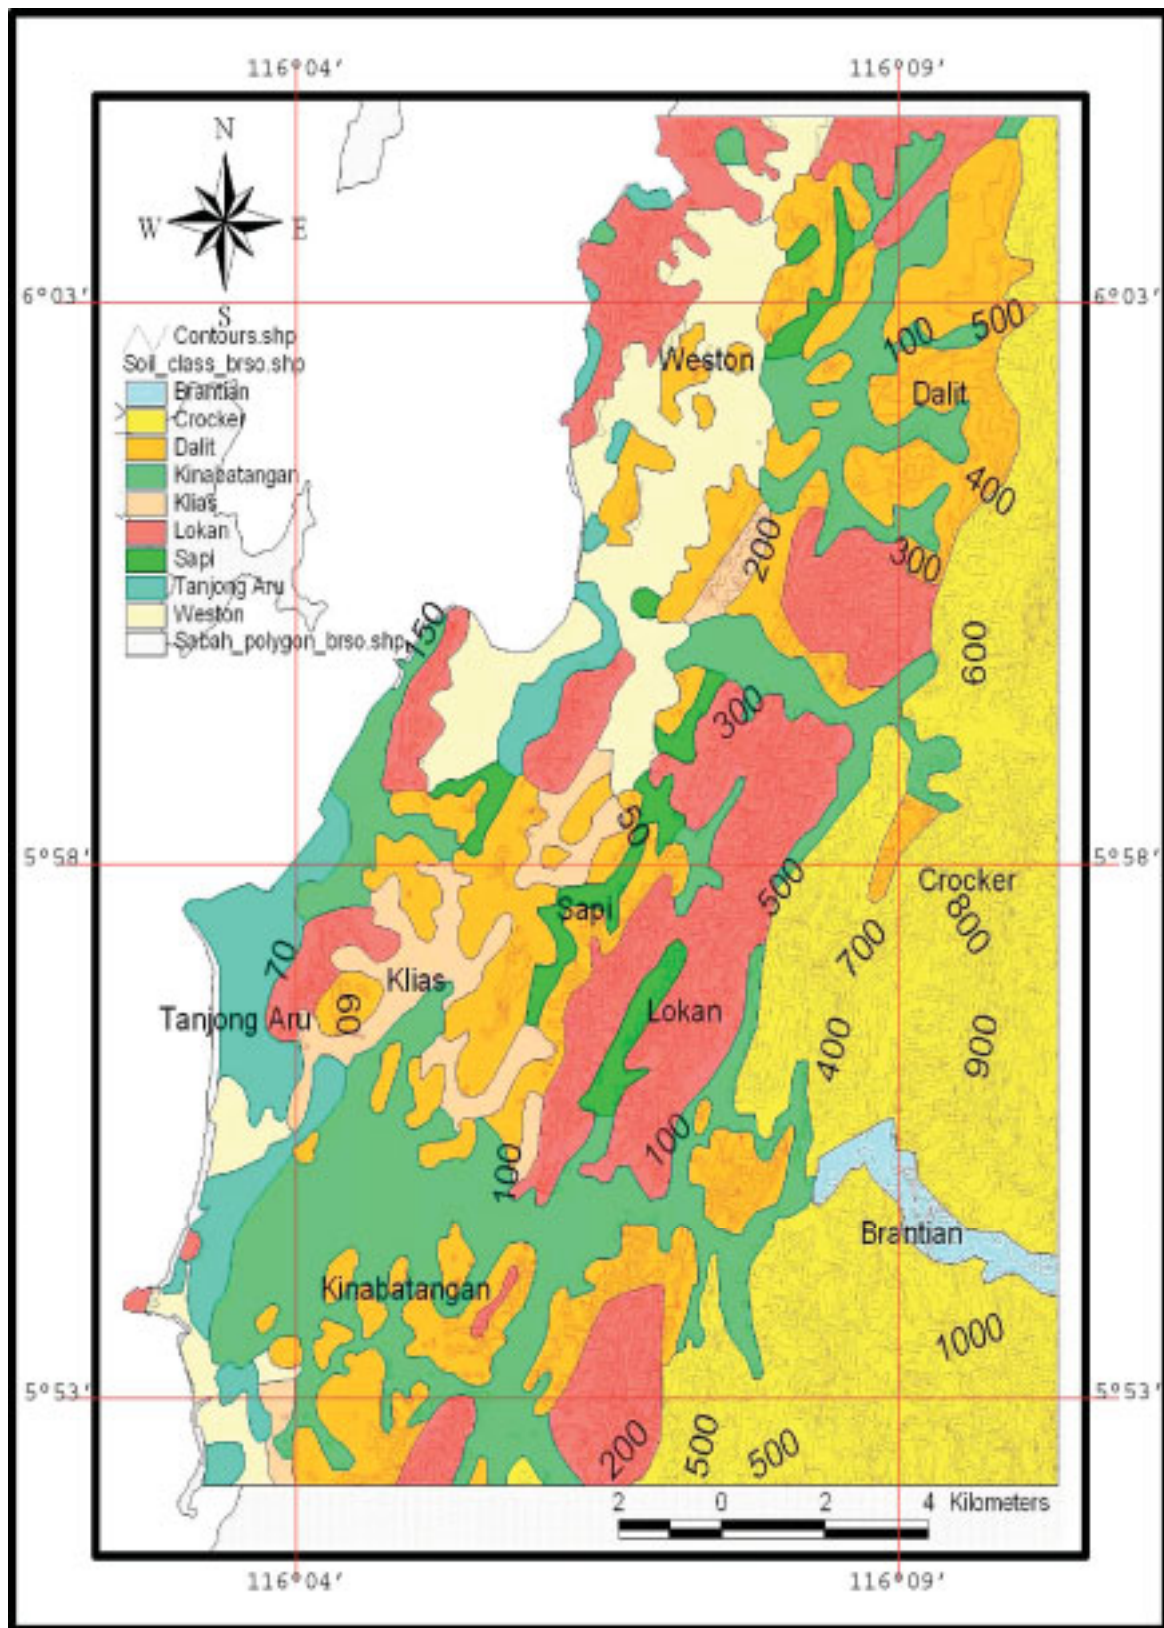 116°04' 116°09'
N
W E
S
6°03' 6°03'
Contours.shp
Soil_class_brso.shp
Brantian
Crocker
Dalit
Kinabatangan
Klias
Lokan
Sapi
Tanjong Aru
Weston
Sabah_polygon_brso.shp
500
100
Weston
Dalit
400
200
300
150
600
300
50
5°58' 5°58'
500
Crocker
Sapi
800
700
70
Klias
60
Lokan
Tanjong Aru
400
900
100
100
Brantian
Kinabatangan
1000
5°53' 5°53'
200
500
500
2 0 2 4 Kilometers
116°04' 116°09'